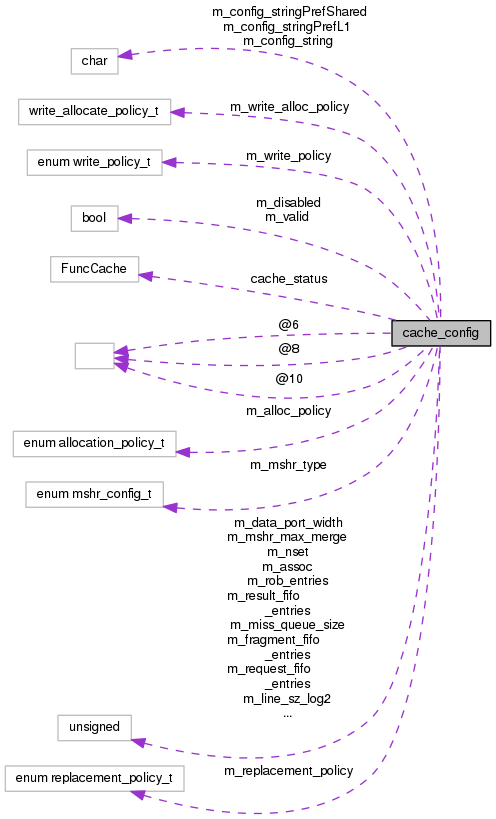 m_config_stringPrefShared
m_config_stringPrefL1
m_config_string
char
m_write_alloc_policy
write_allocate_policy_t
m_write_policy
enum write_policy_t
m_disabled
m_valid
bool
FuncCache
cache_status
cache_config
@6
@8
@10
m_alloc_policy
enum allocation_policy_t
m_mshr_type
enum mshr_config_t
m_data_port_width
m_mshr_max_merge
m_nset
m_assoc
m_rob_entries
m_result_fifo
_entries
m_miss_queue_size
m_fragment_fifo
_entries
m_request_fifo
_entries
m_line_sz_log2
...
unsigned
m_replacement_policy
enum replacement_policy_t